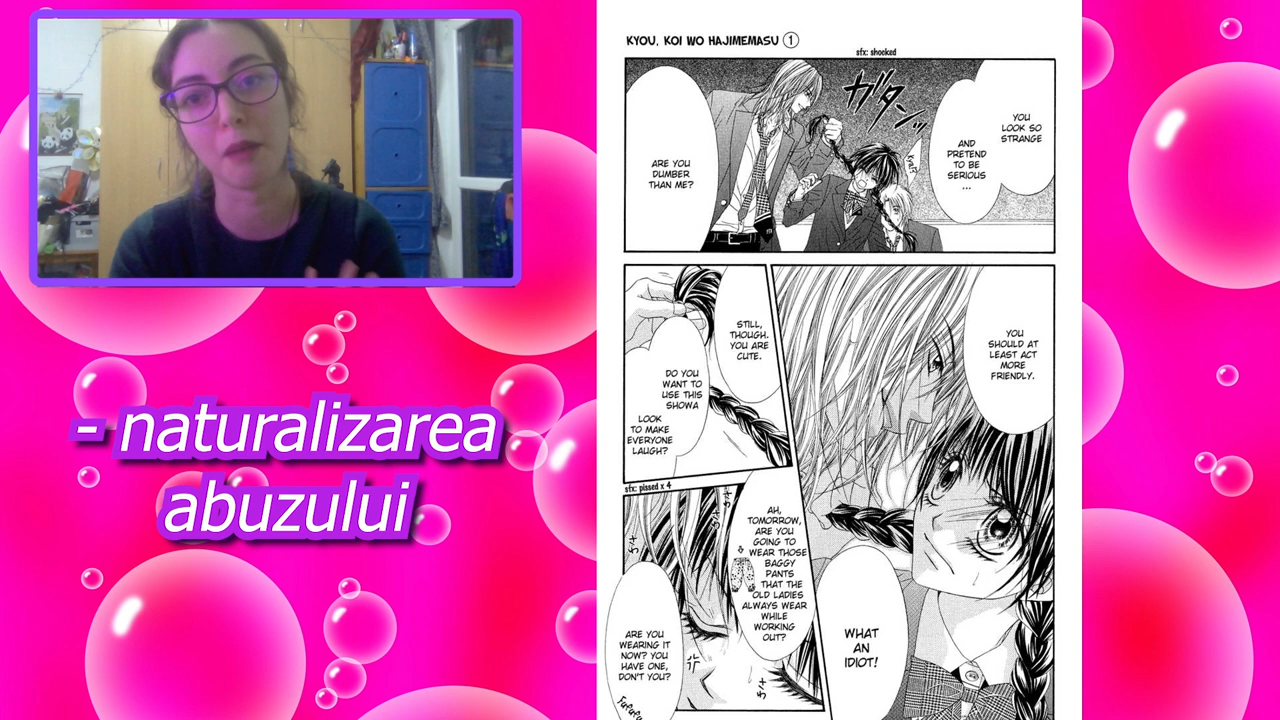 - naturalizarea
abuzului
KYOU, KOI WO HAJIMEMASU ①
sfx: shocked
YOU
LOOK SO
STRANGE
AND
PRETEND
TO BE
SERIOUS
...
ARE YOU
DUMBER
THAN ME?
ガタンッ
YOU
SHOULD AT
LEAST ACT
MORE
FRIENDLY.
STILL,
THOUGH.
YOU ARE
CUTE.
DO YOU
WANT TO
USE THIS
SHOWA
LOOK
TO MAKE
EVERYONE
LAUGH?
sfx: pissed x 4
AH,
TOMORROW,
ARE YOU
GOING TO
WEAR THOSE
BAGGY
PANTS
THAT THE
OLD LADIES
ALWAYS WEAR
WHILE
WORKING
OUT?
ARE YOU
WEARING IT
NOW? YOU
HAVE ONE,
DON'T YOU?
WHAT
AN
IDIOT!